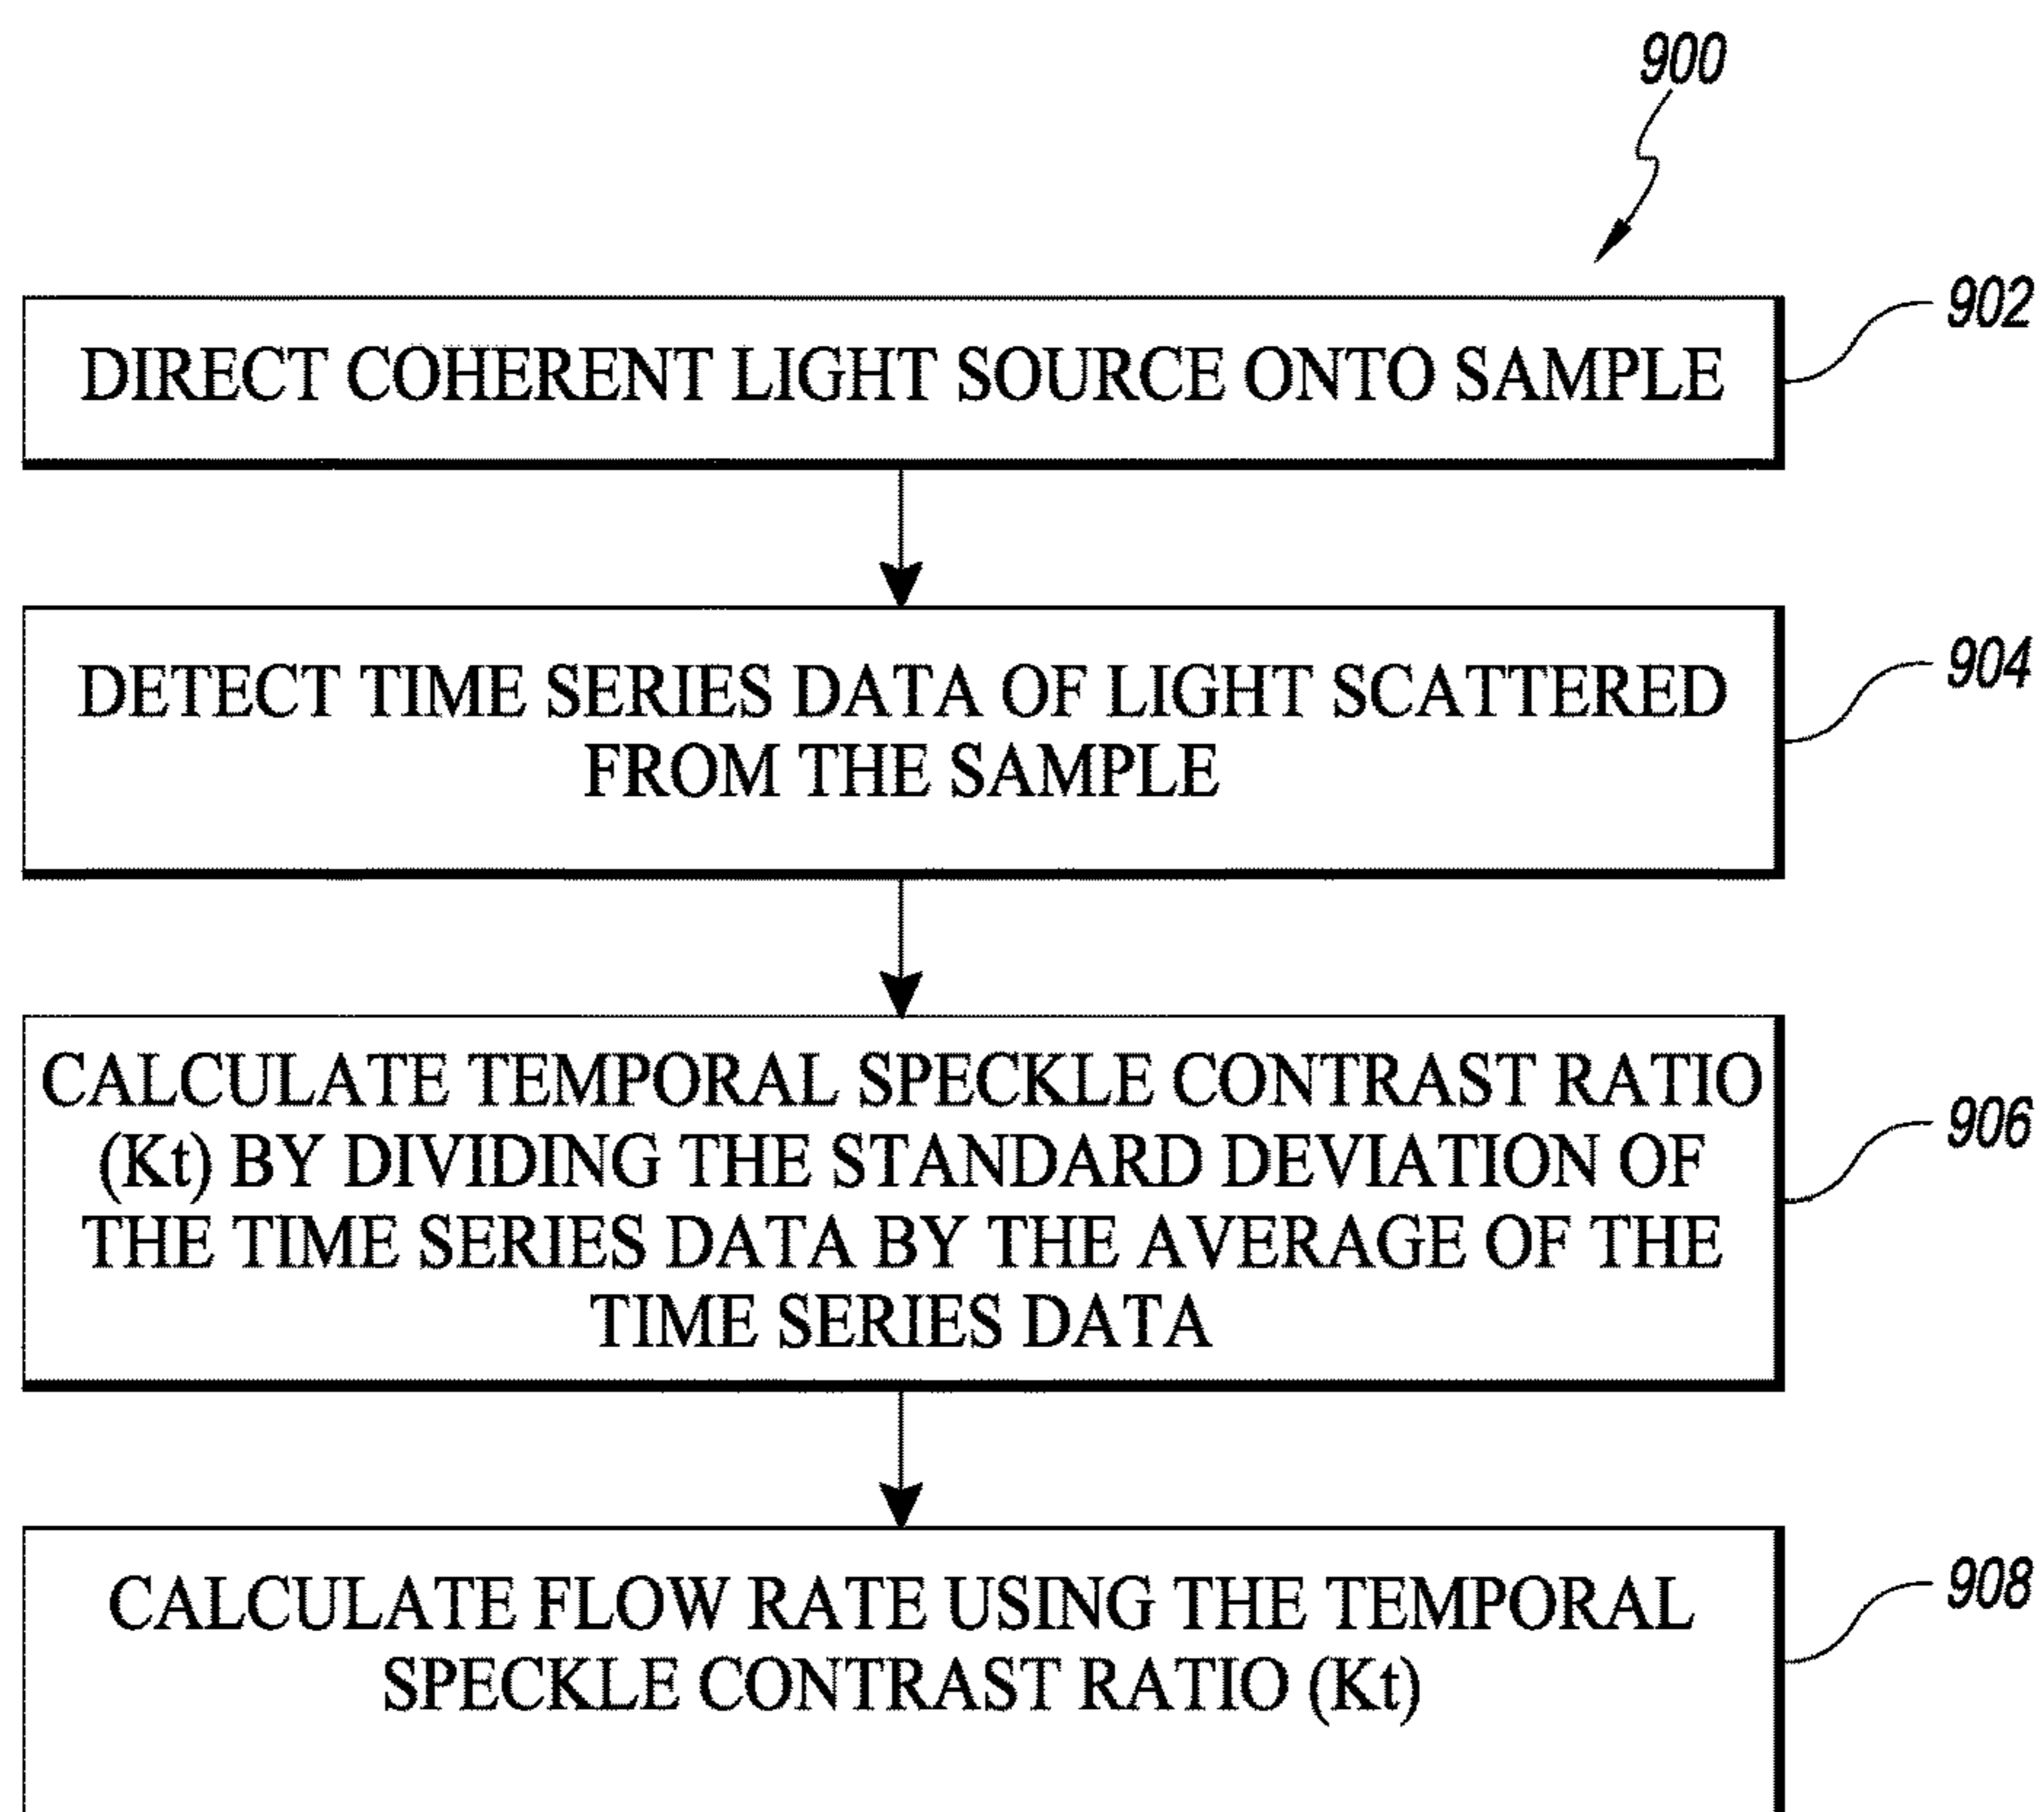 900
902
DIRECT COHERENT LIGHT SOURCE ONTO SAMPLE
904
DETECT TIME SERIES DATA OF LIGHT SCATTERED
FROM THE SAMPLE
CALCULATE TEMPORAL SPECKLE CONTRAST RATIO
(Kt) BY DIVIDING THE STANDARD DEVIATION OF
THE TIME SERIES DATA BY THE AVERAGE OF THE
TIME SERIES DATA
906
CALCULATE FLOW RATE USING THE TEMPORAL
SPECKLE CONTRAST RATIO (Kt)
908